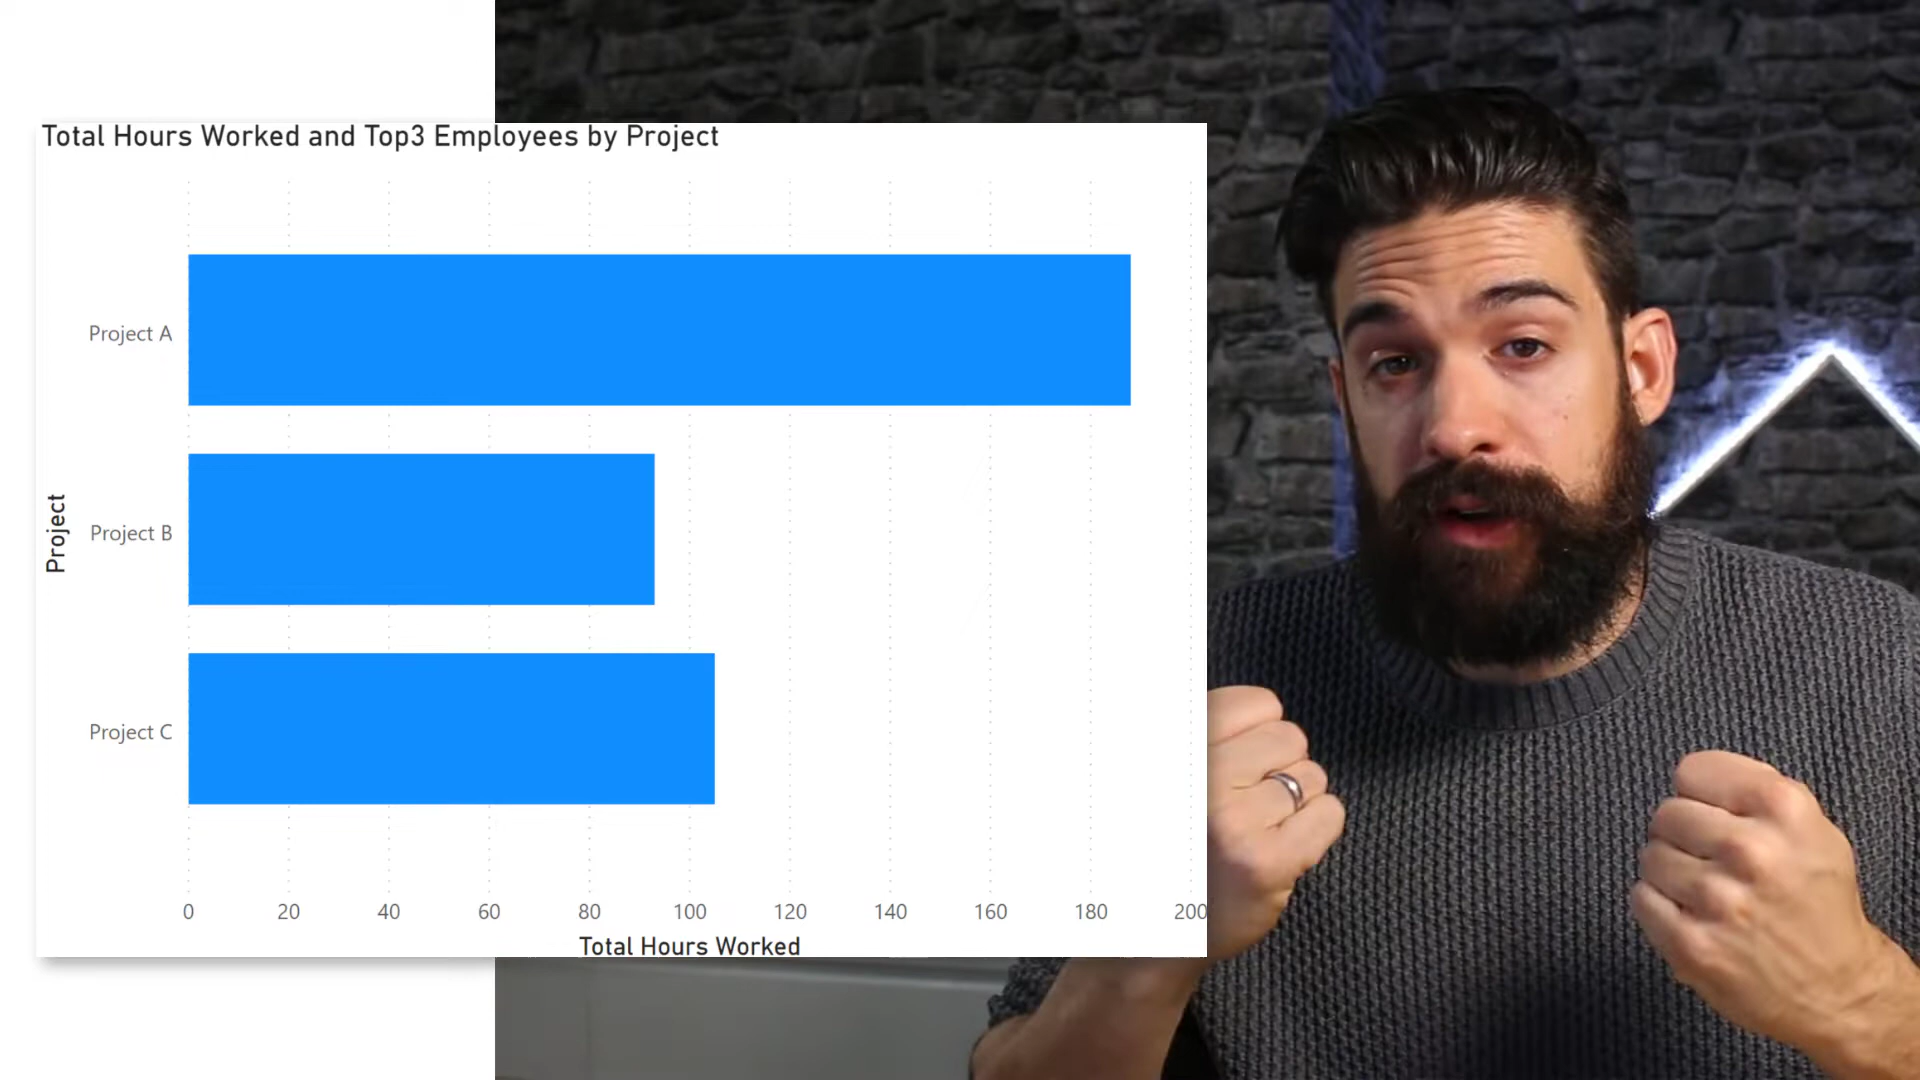 Total Hours Worked and Top3 Employees by Project
Project
Project A
Project B
Project C
0 20 40 60 80 100 120 140 160 180 200
Total Hours Worked